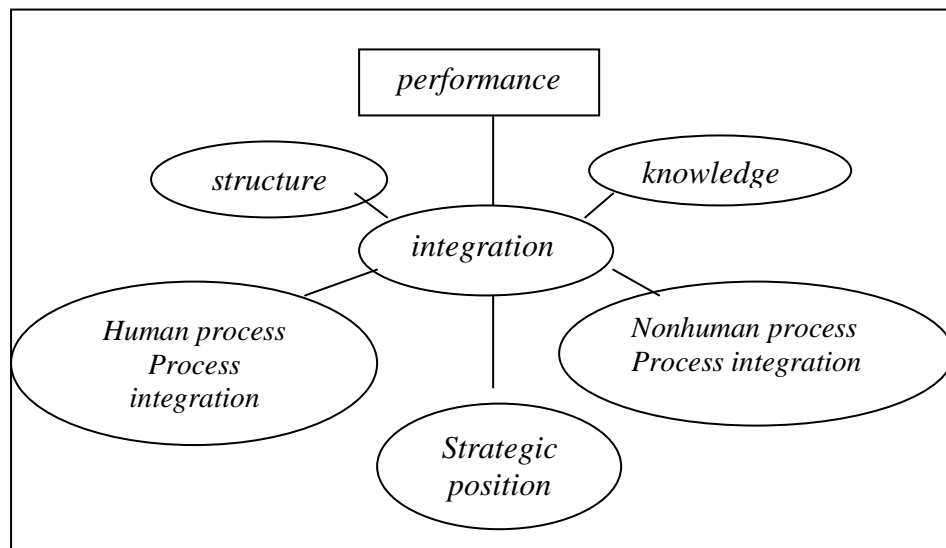 performance
structure
knowledge
integration
Human process
Process
integration
Nonhuman process
Process integration
Strategic
position